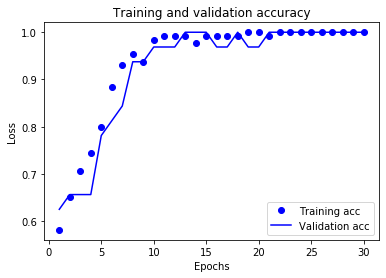 Training and validation accuracy
1.0
0.9
0.8
0.7
0.6
Loss
0
5
10
15
20
25
30
Epochs
Training acc
Validation acc